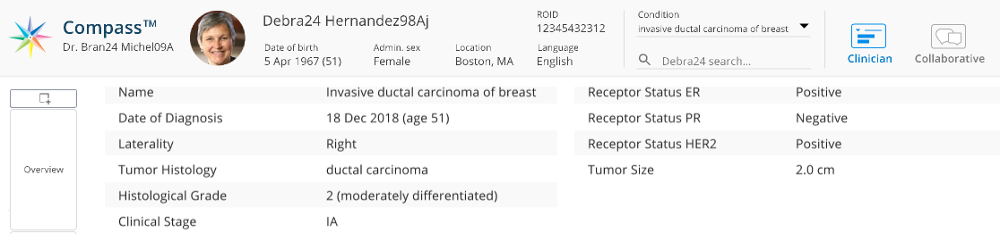 Compass™
Dr. Bran24 Michel09A
Debra24 Hernandez98Aj
Date of birth
5 Apr 1967 (51)
Admin. sex
Female
Location
Boston, MA
ROID
12345432312
Language
English
Condition
invasive ductal carcinoma of breast
Debra24 search...
Clinician
Collaborative
Overview
Name Invasive ductal carcinoma of breast
Date of Diagnosis 18 Dec 2018 (age 51)
Laterality Right
Tumor Histology ductal carcinoma
Histological Grade 2 (moderately differentiated)
Clinical Stage IA
Receptor Status ER Positive
Receptor Status PR Negative
Receptor Status HER2 Positive
Tumor Size 2.0 cm